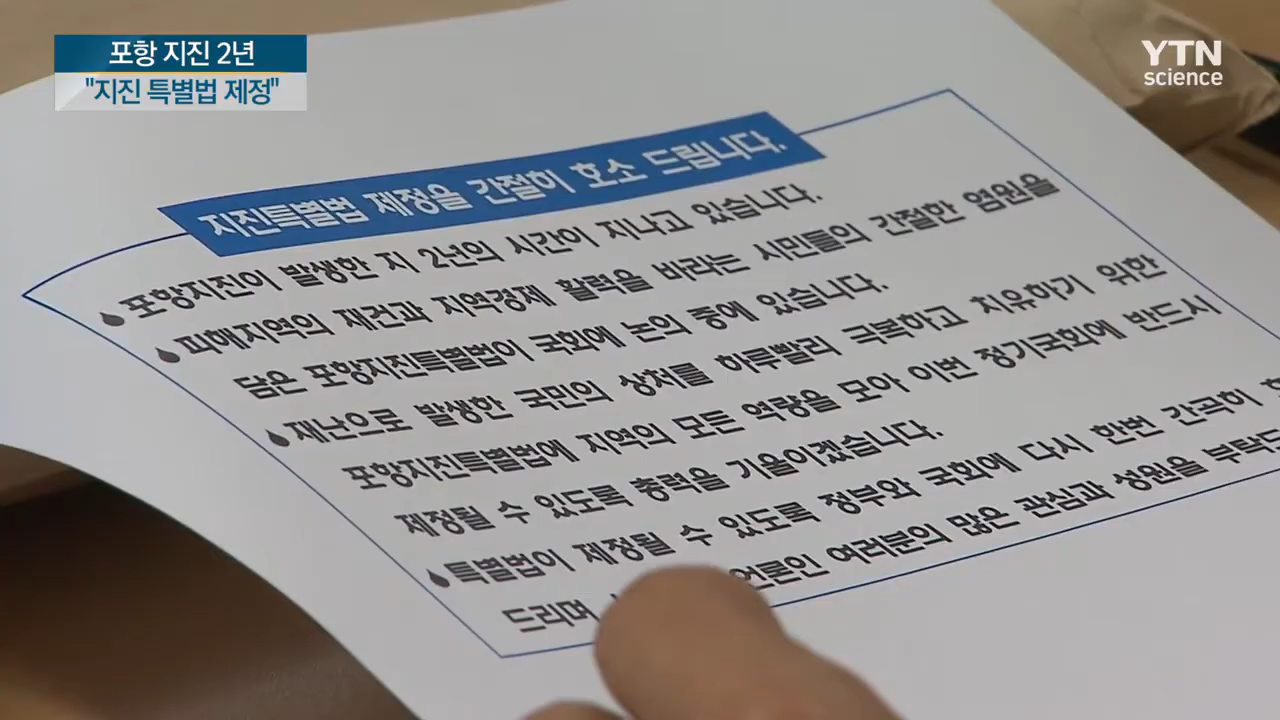 포항 지진 2년
"지진 특별법 제정"
YTN
science
지진특별법 제정을 간절히 호소 드립니다.
포항지진이 발생한 지 2년의 시간이 지나고 있습니다.
피해지역의 재건과 지역경제 활력을 바라는 시민들의 간절한 염원을
담은 포항지진특별법이 국회에 논의 중에 있습니다.
재난으로 발생한 국민의 상처를 하루빨리 극복하고 치유하기 위한
포항지진특별법에 지역의 모든 역량을 모아 이번 정기국회에 반드시
제정될 수 있도록 총력을 기울이겠습니다.
특별법이 제정될 수 있도록 정부와 국회에 다시 한번 간곡히
드리며 언론인 여러분의 많은 관심과 성원을 부탁드